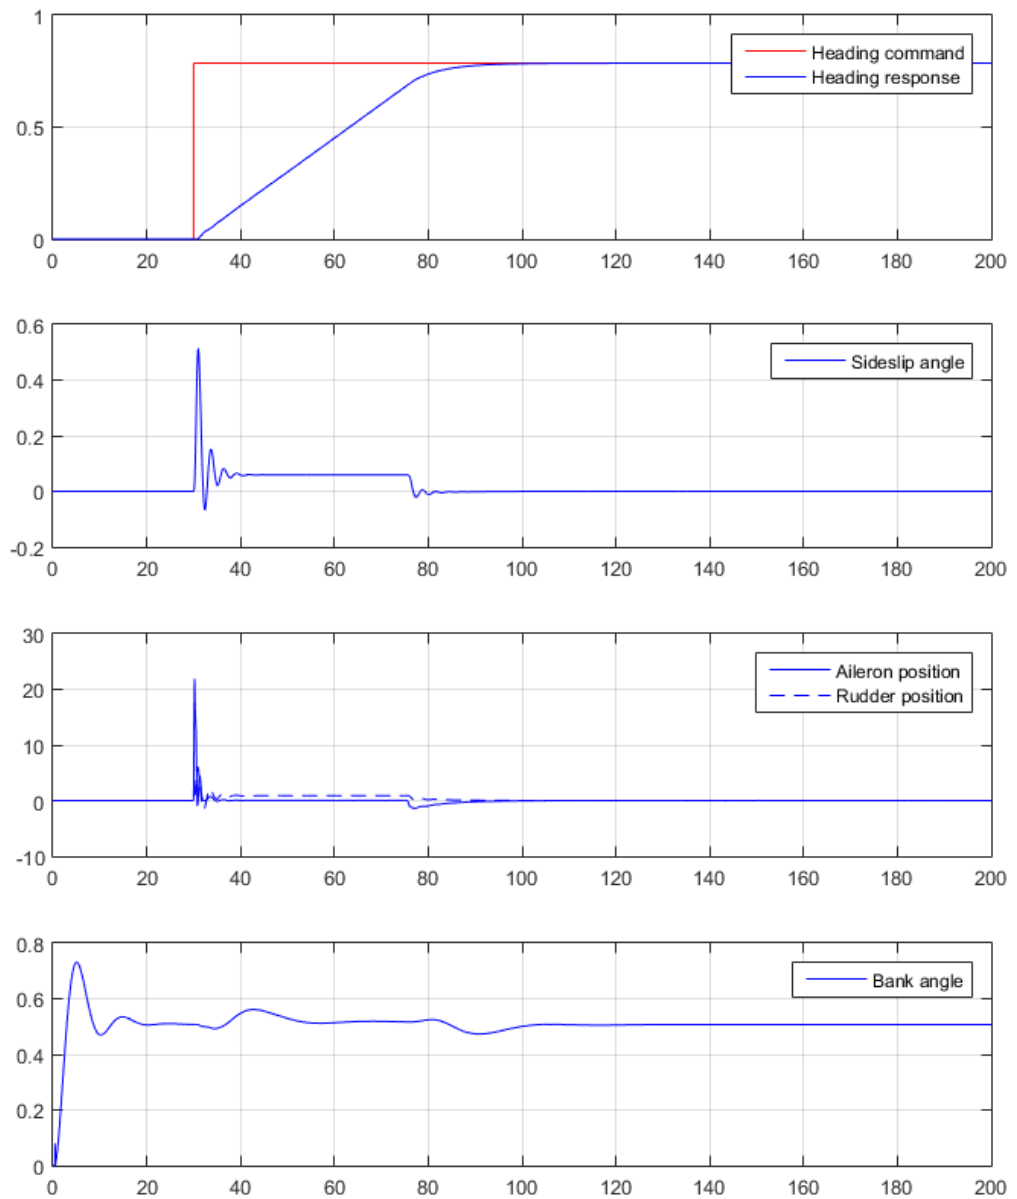 1
Heading command
Heading response
0.5
0
0 20 40 60 80 100 120 140 160 180 200
0.6
Sideslip angle
0.4
0.2
0
-0.2
0 20 40 60 80 100 120 140 160 180 200
30
Aileron position
20
Rudder position
10
0
-10
0 20 40 60 80 100 120 140 160 180 200
0.8
Bank angle
0.6
0.4
0.2
0
0 20 40 60 80 100 120 140 160 180 200